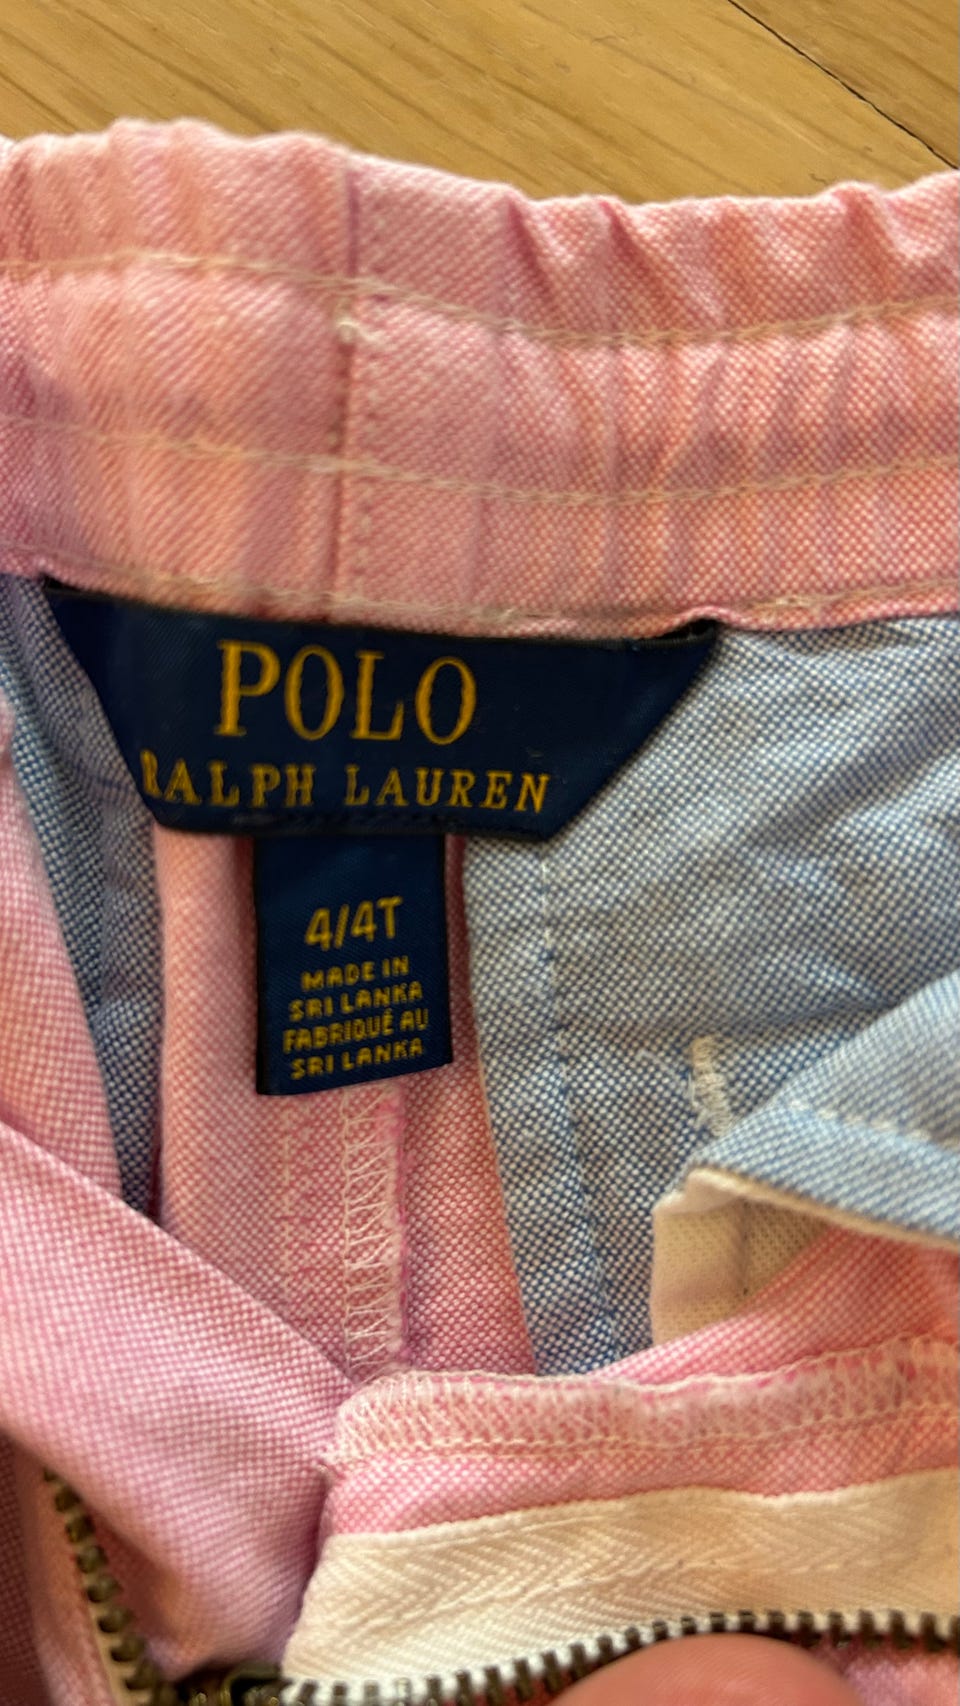 POLO
RALPH LAUREN
4/4T
MADE IN
SRI LANKA
FABRIQUÉ AU
SRI LANKA